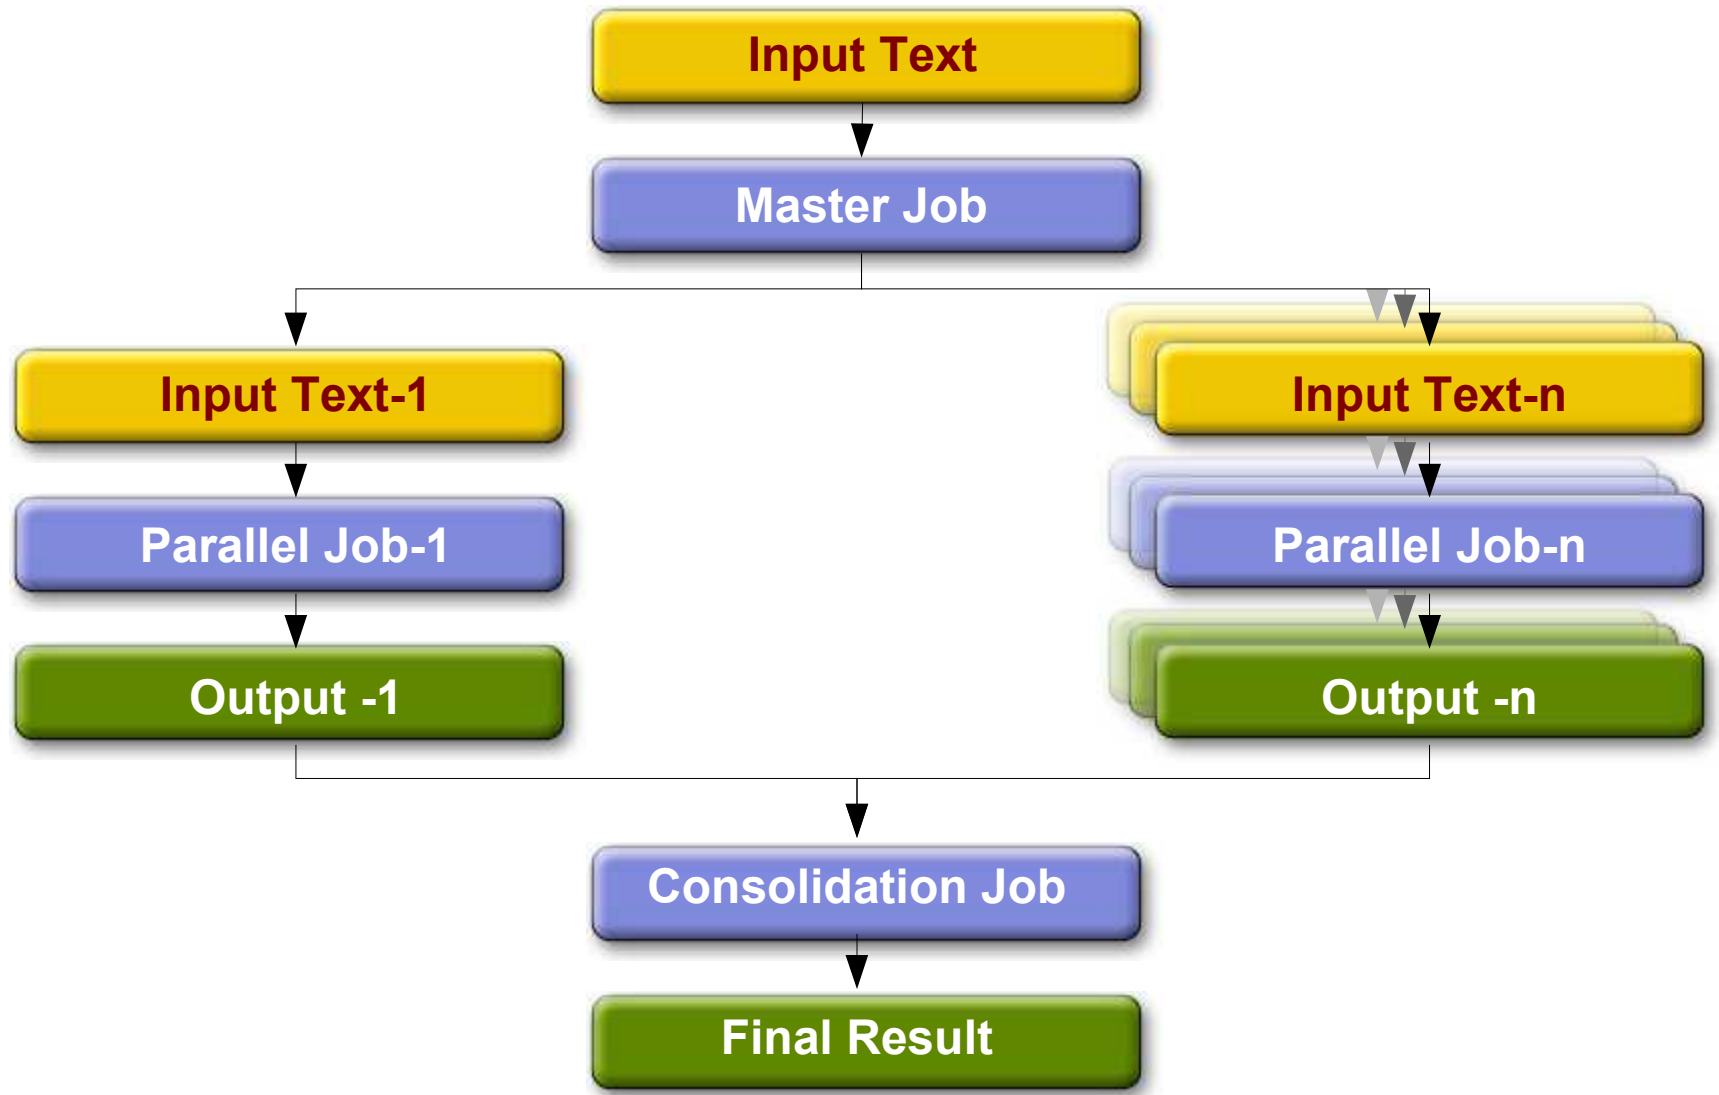 Input Text
Master Job
Input Text-1
Input Text-n
Parallel Job-1
Parallel Job-n
Output -1
Output -n
Consolidation Job
Final Result